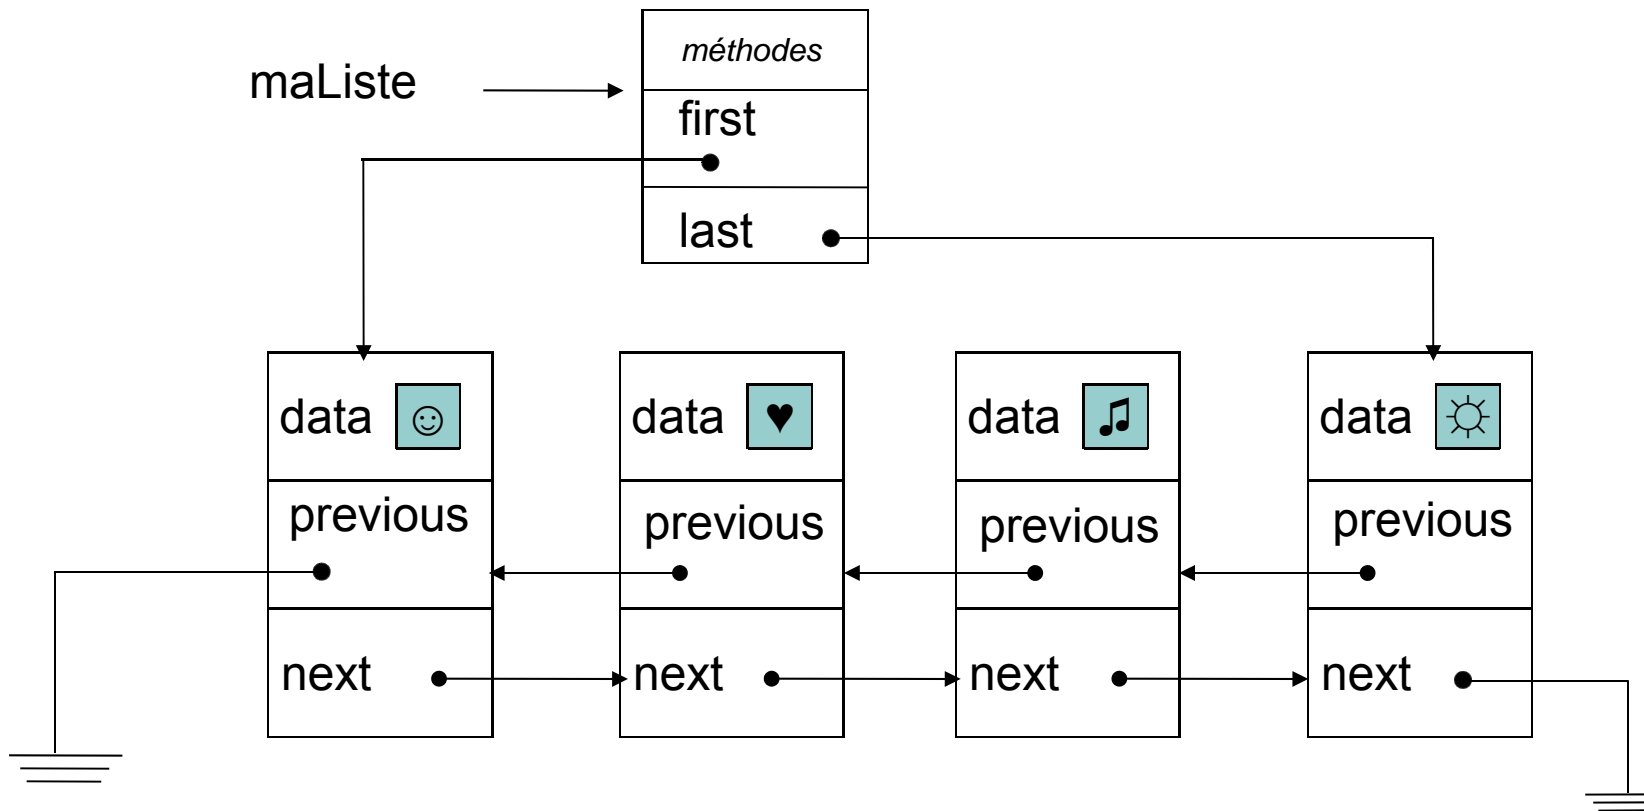 méthodes
maListe
first
last
data ☺
data ♥
data ♫
data ☼
previous
previous
previous
previous
next
next
next
next